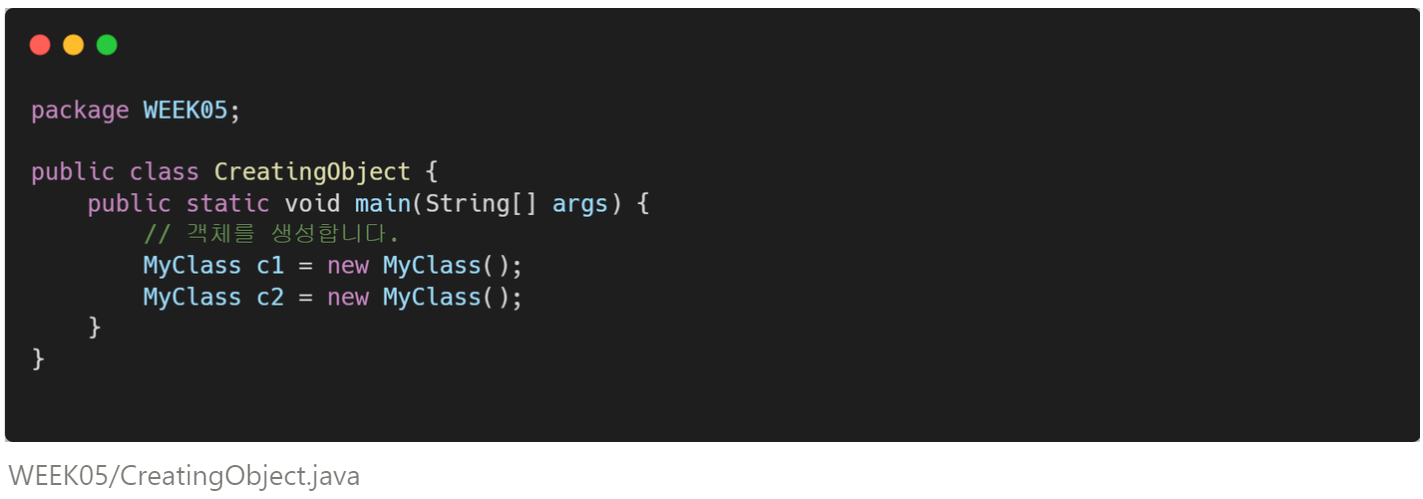 package WEEK05;
public class CreatingObject {
    public static void main(String[] args) {
        // 객체를 생성합니다.
        MyClass c1 = new MyClass();
        MyClass c2 = new MyClass();
    }
}
WEEK05/CreatingObject.java